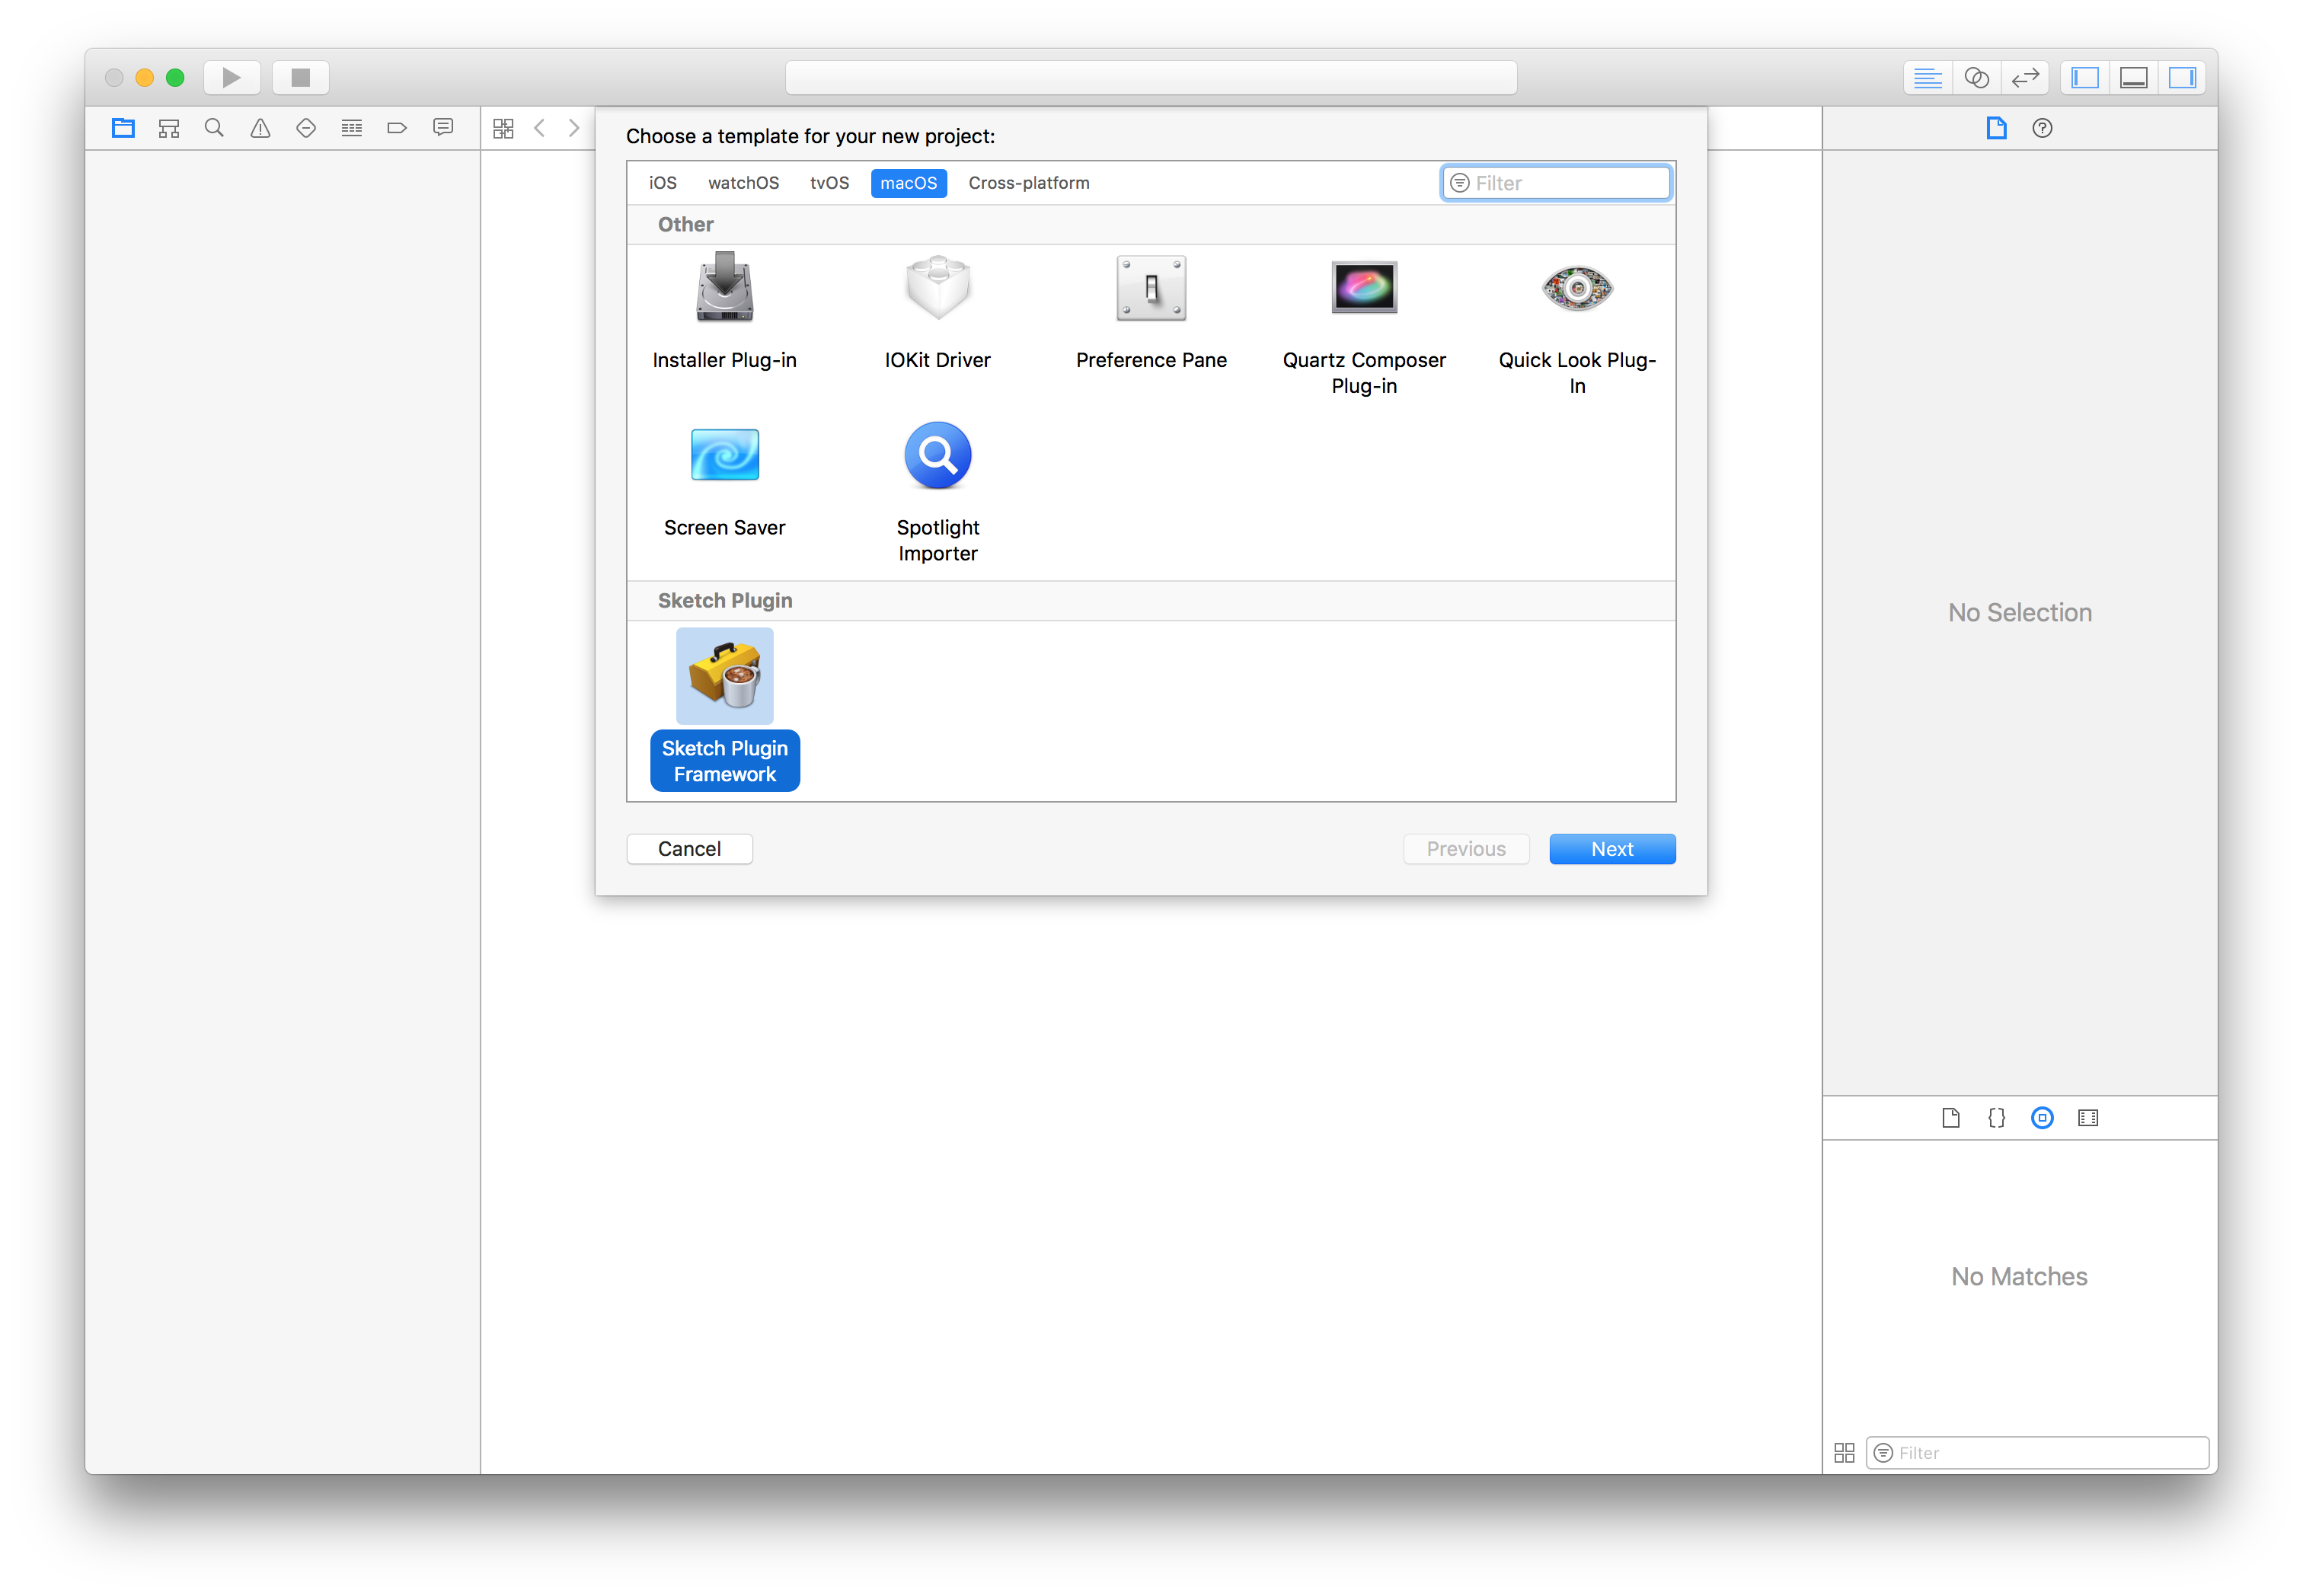 Choose a template for your new project:
iOS watchOS tvOS macOS Cross-platform Filter
Other
Installer Plug-in
IOKit Driver
Preference Pane
Quartz Composer
Plug-in
Quick Look Plug-
In
Screen Saver
Spotlight
Importer
Sketch Plugin
Sketch Plugin
Framework
Cancel Previous Next
No Selection
No Matches
Filter